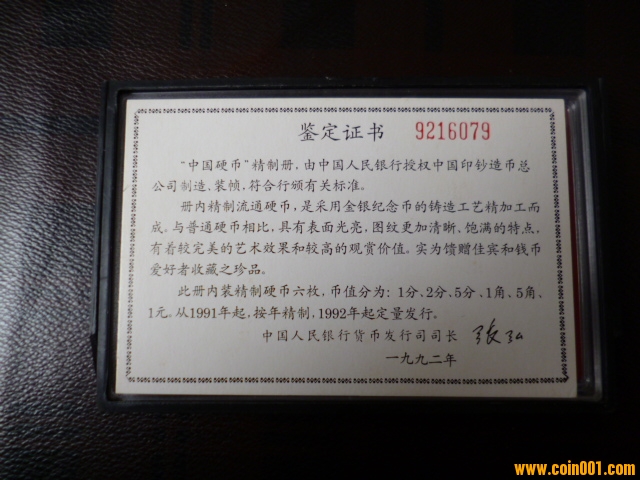 鉴定证书 9216079
“中国硬币”精制册,由中国人民银行授权中国印钞造币总
公司制造、装帧,符合行颁有关标准。
册内精制流通硬币,是采用金银纪念币的铸造工艺精加工而
成。与普通硬币相比,具有表面光亮,图纹更加清晰、饱满的特点,
有着较完美的艺术效果和较高的观赏价值。实为馈赠佳宾和钱币
爱好者收藏之珍品。
此册内装精制硬币六枚,币值分为:1分、2分、5分、1角、5角、
1元。从1991年起,按年精制,1992年起定量发行。
中国人民银行货币发行司司长 张弘
一九九二年
www.coin001.com